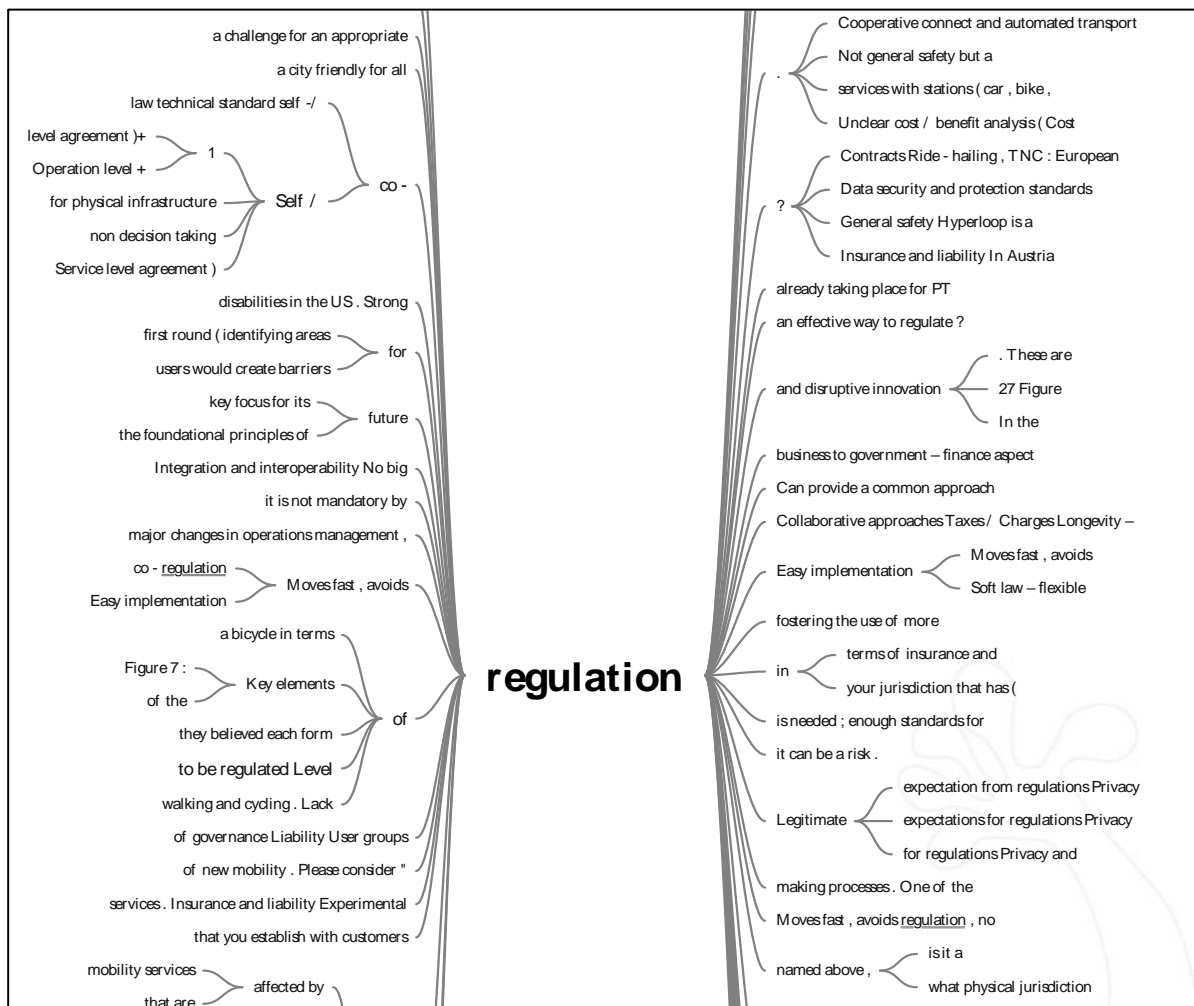 a challenge for an appropriate
a city friendly for all
law technical standard self -/
level agreement )+
1
Operation level +
co -
for physical infrastructure
Self /
non decision taking
Service level agreement )
disabilities in the US . Strong
first round ( identifying areas
for
users would create barriers
key focus for its
future
the foundational principles of
Integration and interoperability No big
it is not mandatory by
major changes in operations management ,
co - regulation
Moves fast , avoids
Easy implementation
a bicycle in terms
Figure 7 :
Key elements
of the
of
they believed each form
to be regulated Level
walking and cycling . Lack
of governance Liability User groups
of new mobility . Please consider "
services . Insurance and liability Experimental
that you establish with customers
mobility services
affected by
that are
regulation
Cooperative connect and automated transport
Not general safety but a
.
services with stations ( car , bike ,
Unclear cost / benefit analysis ( Cost
Contracts Ride - hailing , TNC : European
Data security and protection standards
?
General safety Hyperloop is a
Insurance and liability In Austria
already taking place for PT
an effective way to regulate ?
. These are
and disruptive innovation
27 Figure
In the
business to government – finance aspect
Can provide a common approach
Collaborative approaches Taxes / Charges Longevity –
Moves fast , avoids
Easy implementation
Soft law – flexible
fostering the use of more
terms of insurance and
in
your jurisdiction that has (
is needed ; enough standards for
it can be a risk .
expectation from regulations Privacy
Legitimate
expectations for regulations Privacy
for regulations Privacy and
making processes . One of the
Moves fast , avoids regulation , no
is it a
named above ,
what physical jurisdiction